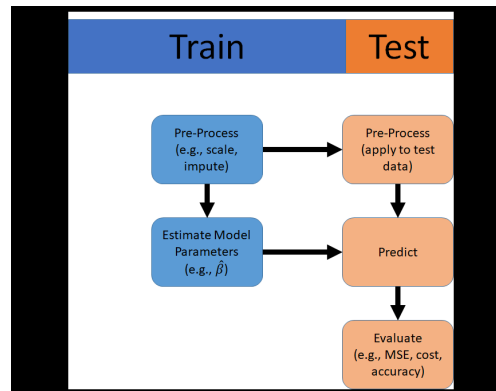 Train
Test
Pre-Process
(e.g., scale,
impute)
Pre-Process
(apply to test
data)
Estimate Model
Parameters
(e.g., β̂)
Predict
Evaluate
(e.g., MSE, cost,
accuracy)